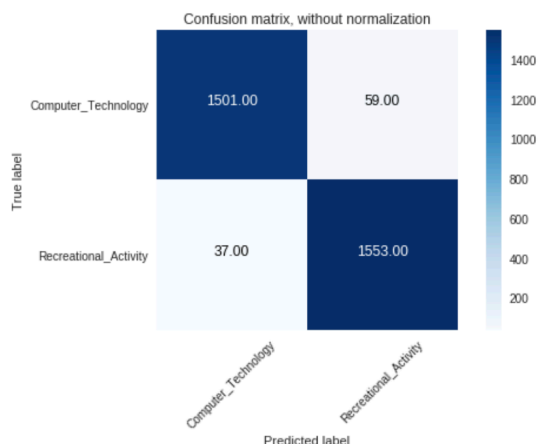 Confusion matrix, without normalization
True label
Computer_Technology
1501.00
59.00
Recreational_Activity
37.00
1553.00
Computer_Technology
Recreational_Activity
Predicted label
1400
1200
1000
800
600
400
200